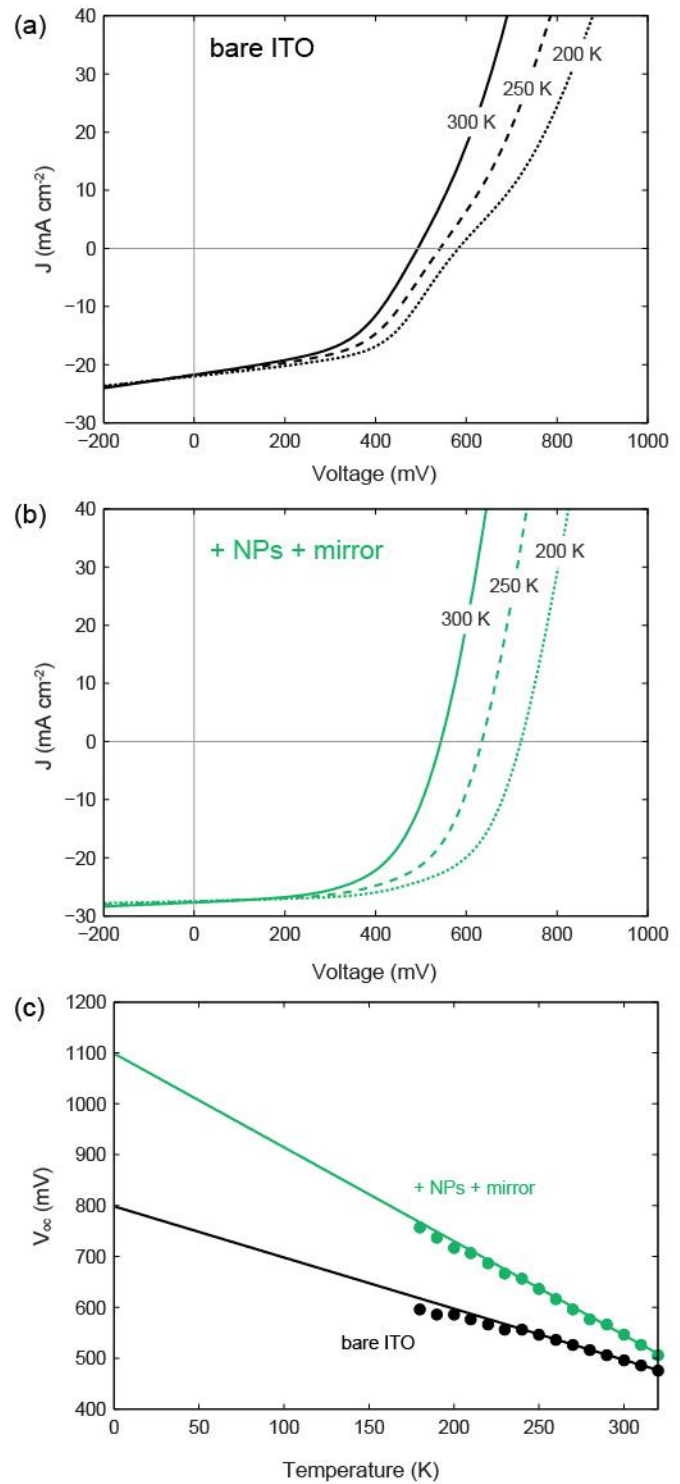 (a)
bare ITO
40
30
20
10
0
−10
−20
−30
J (mA cm⁻²)
300 K
250 K
200 K
−200
0
200
400
600
800
1000
Voltage (mV)
(b)
+ NPs + mirror
40
30
20
10
0
−10
−20
−30
J (mA cm⁻²)
300 K
250 K
200 K
−200
0
200
400
600
800
1000
Voltage (mV)
(c)
1200
1100
1000
900
800
700
600
500
400
V∞ (mV)
+ NPs + mirror
bare ITO
0
50
100
150
200
250
300
Temperature (K)